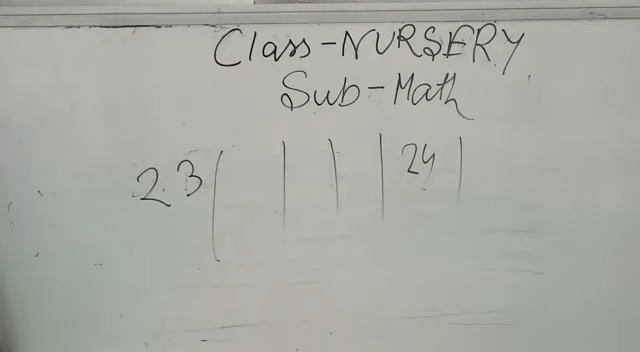 Class-NURSERY
Sub-Math
23 | | | | 24 |